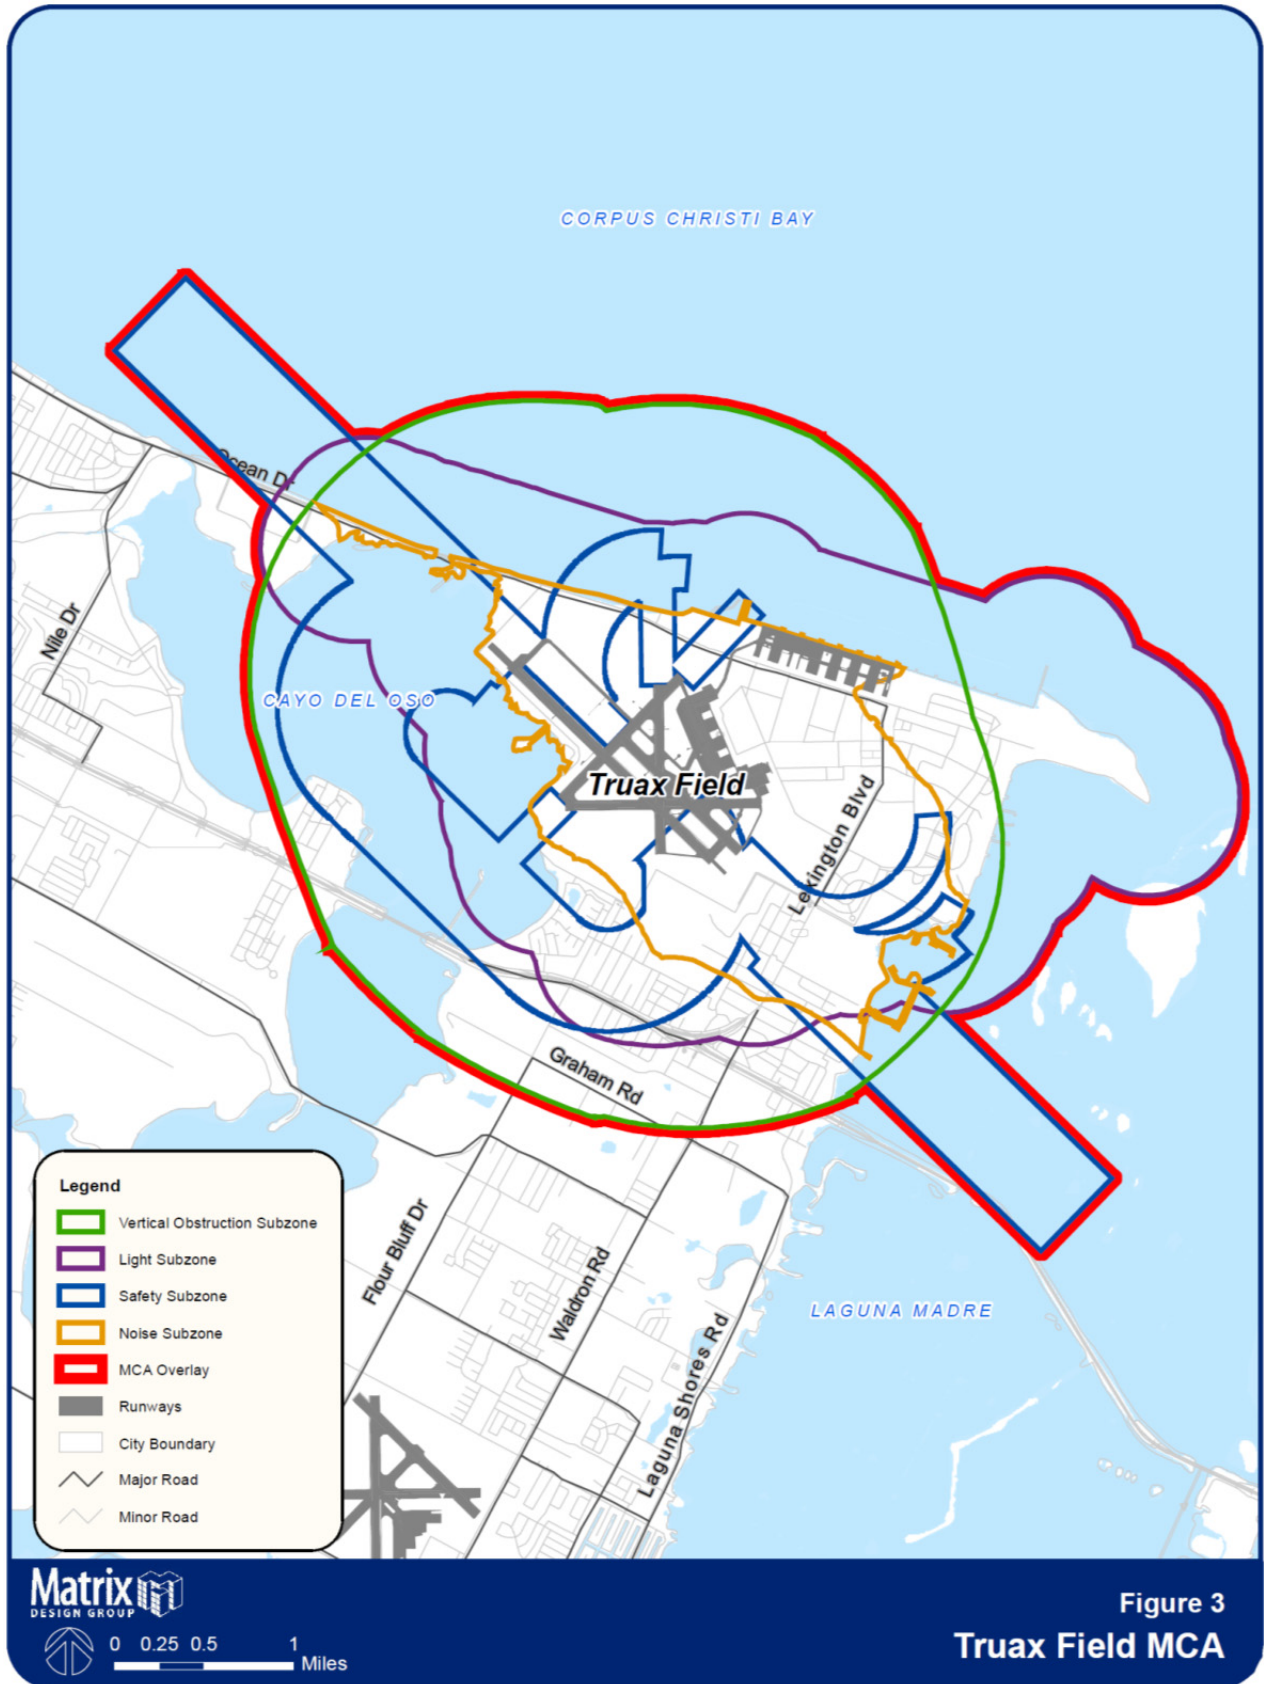 CORPUS CHRISTI BAY
Ocean Dr
Nile Dr
CAYO DEL OSO
Truax Field
Lexington Blvd
Graham Rd
Flour Bluff Dr
Waldron Rd
Laguna Shores Rd
LAGUNA MADRE
Legend
Vertical Obstruction Subzone
Light Subzone
Safety Subzone
Noise Subzone
MCA Overlay
Runways
City Boundary
Major Road
Minor Road
Matrix
DESIGN GROUP
0 0.25 0.5 1
Miles
Figure 3
Truax Field MCA